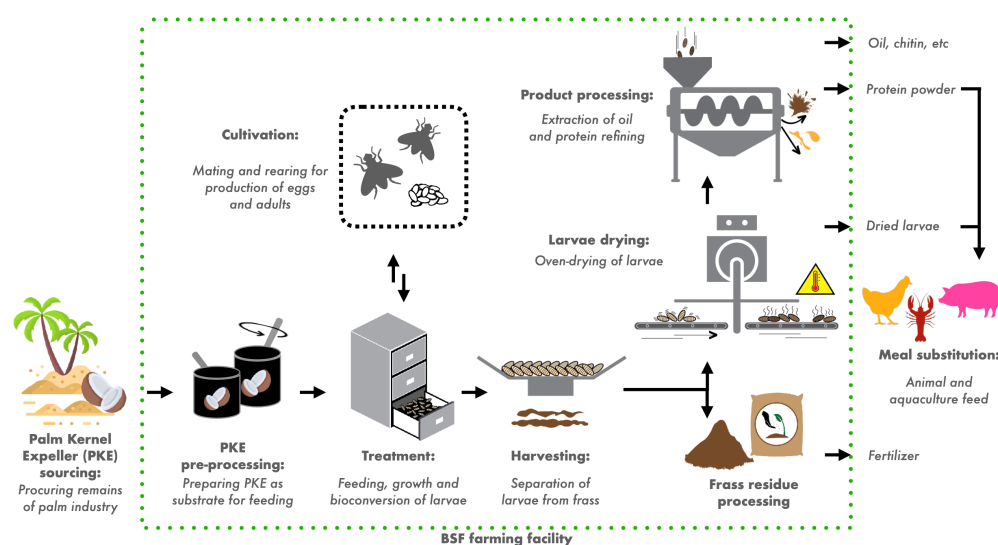 Oil, chitin, etc
Product processing:
Extraction of oil
and protein refining
Protein powder
Cultivation:
Mating and rearing for
production of eggs
and adults
Larvae drying:
Oven-drying of larvae
Dried larvae
Meal substitution:
Animal and
aquaculture feed
Palm Kernel
Expeller (PKE)
sourcing:
Procuring remains
of palm industry
PKE
pre-processing:
Preparing PKE as
substrate for feeding
Treatment:
Feeding, growth and
bioconversion of larvae
Harvesting:
Separation of
larvae from frass
Frass residue
processing
Fertilizer
BSF farming facility